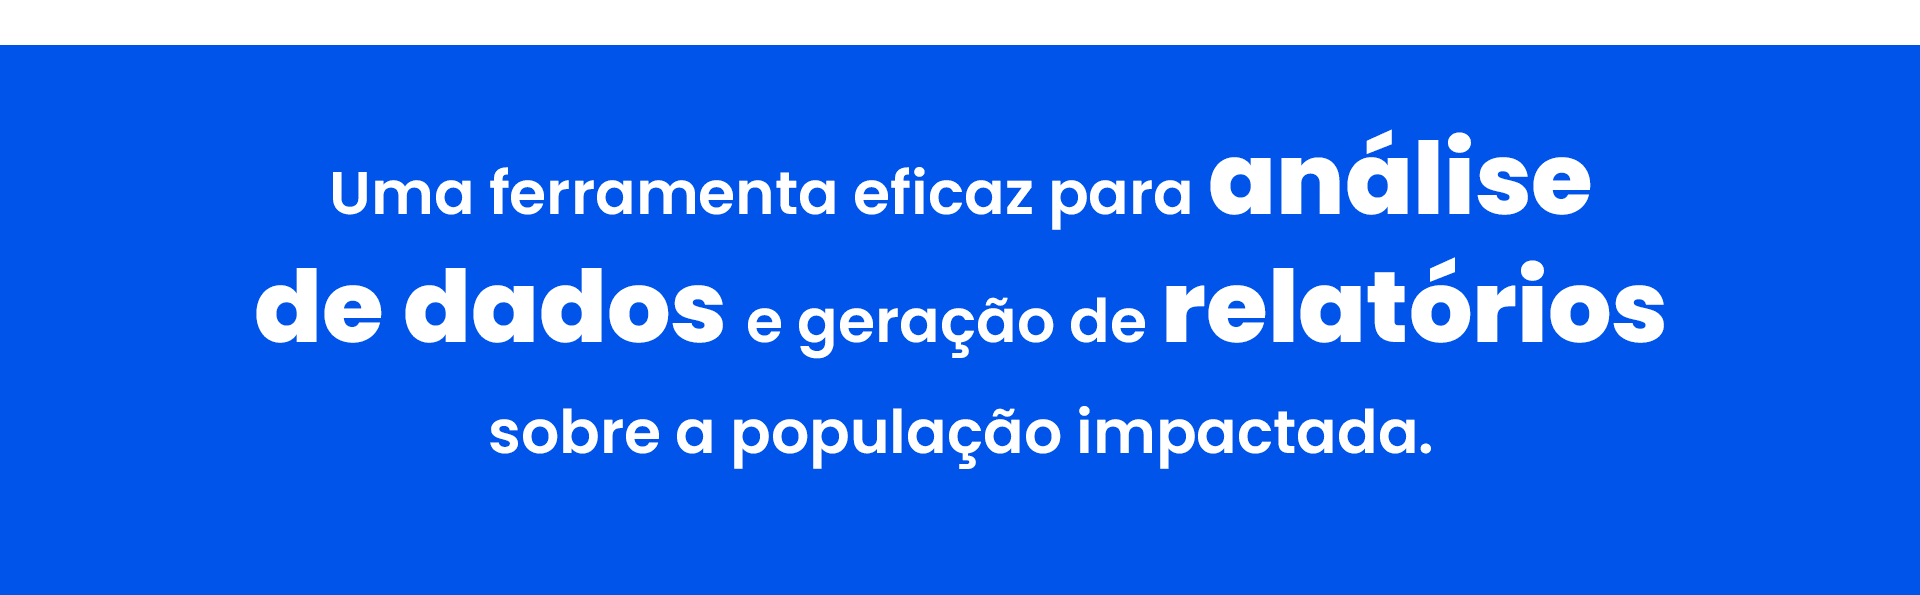 Uma ferramenta eficaz para análise
de dados e geração de relatórios
sobre a população impactada.